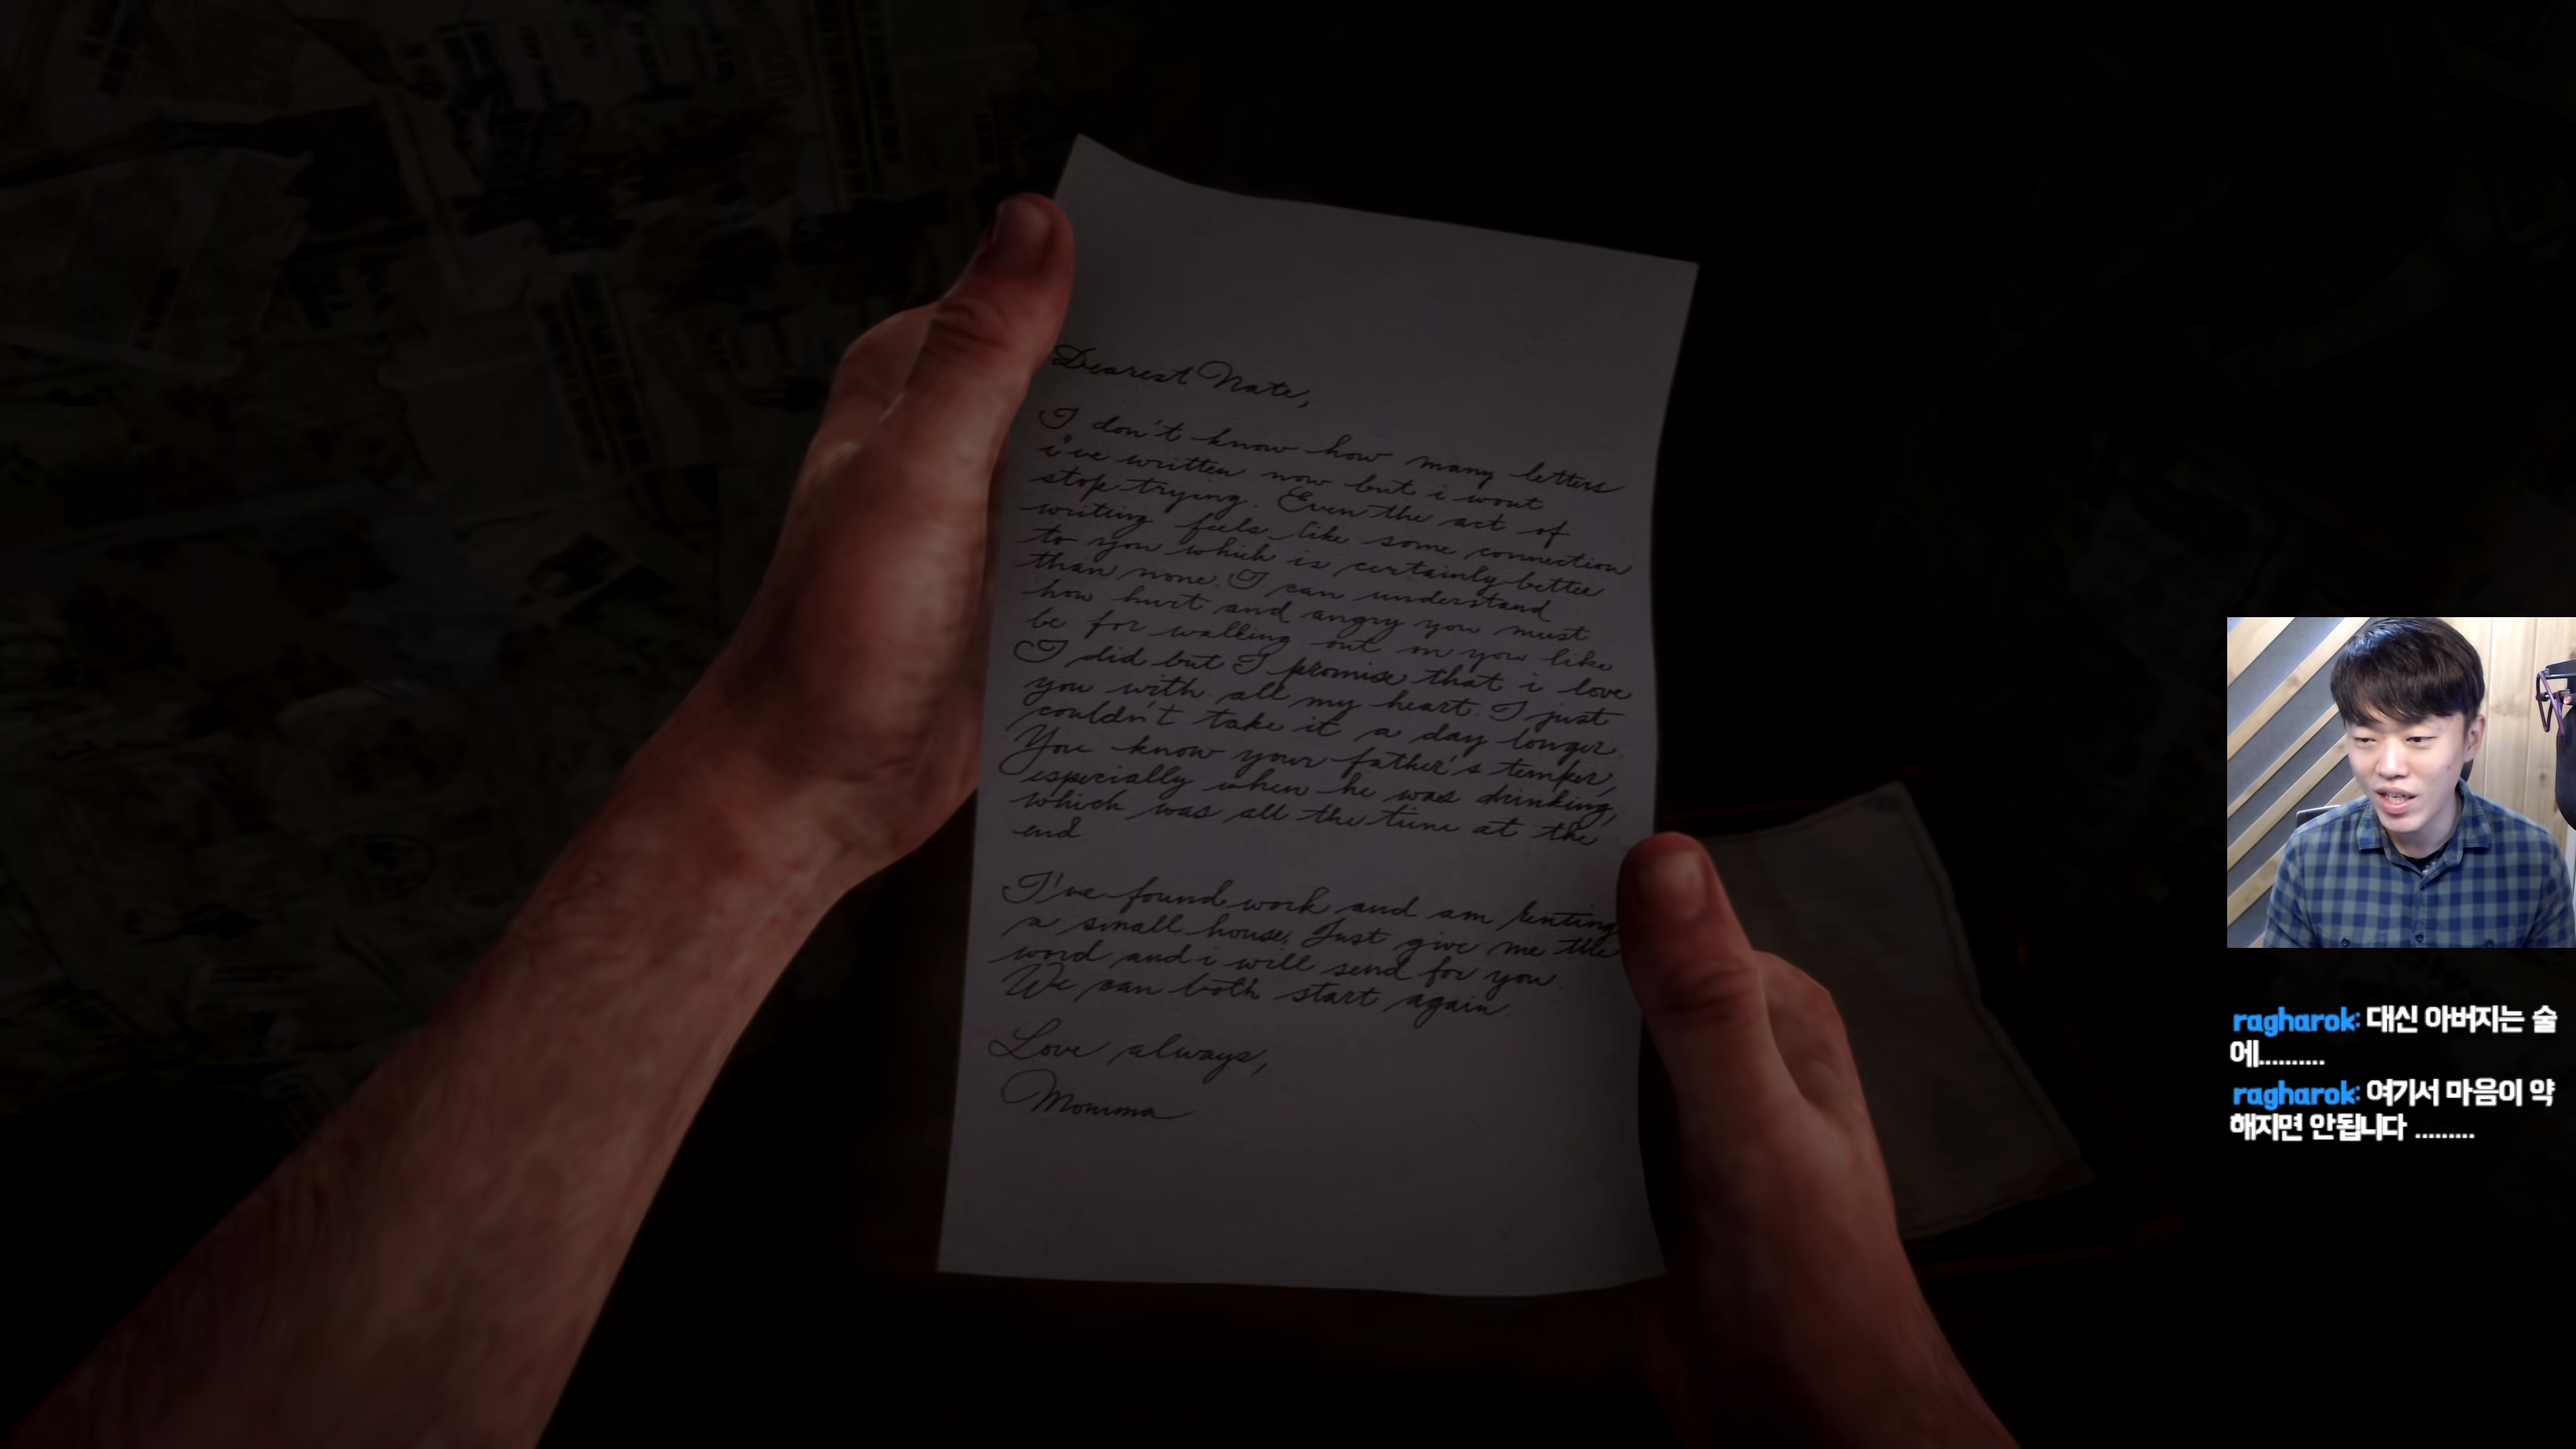 Dearest Nate,
I don't know how many letters
i've written now but i wont
stop trying. Even the act of
writing feels like some connection
to you which is certainly better
than none. I can understand
how hurt and angry you must
be for walking out on you like
I did but I promise that i love
you with all my heart. I just
couldn't take it a day longer.
You know your father's temper,
especially when he was drinking,
which was all the time at the
end.
I've found work and am renting
a small house. Just give me the
word and i will send for you.
We can both start again.
Love always,
Momma
ragharok: 대신 아버지는 술
에..........
ragharok: 여기서 마음이 약
해지면 안됩니다 .........